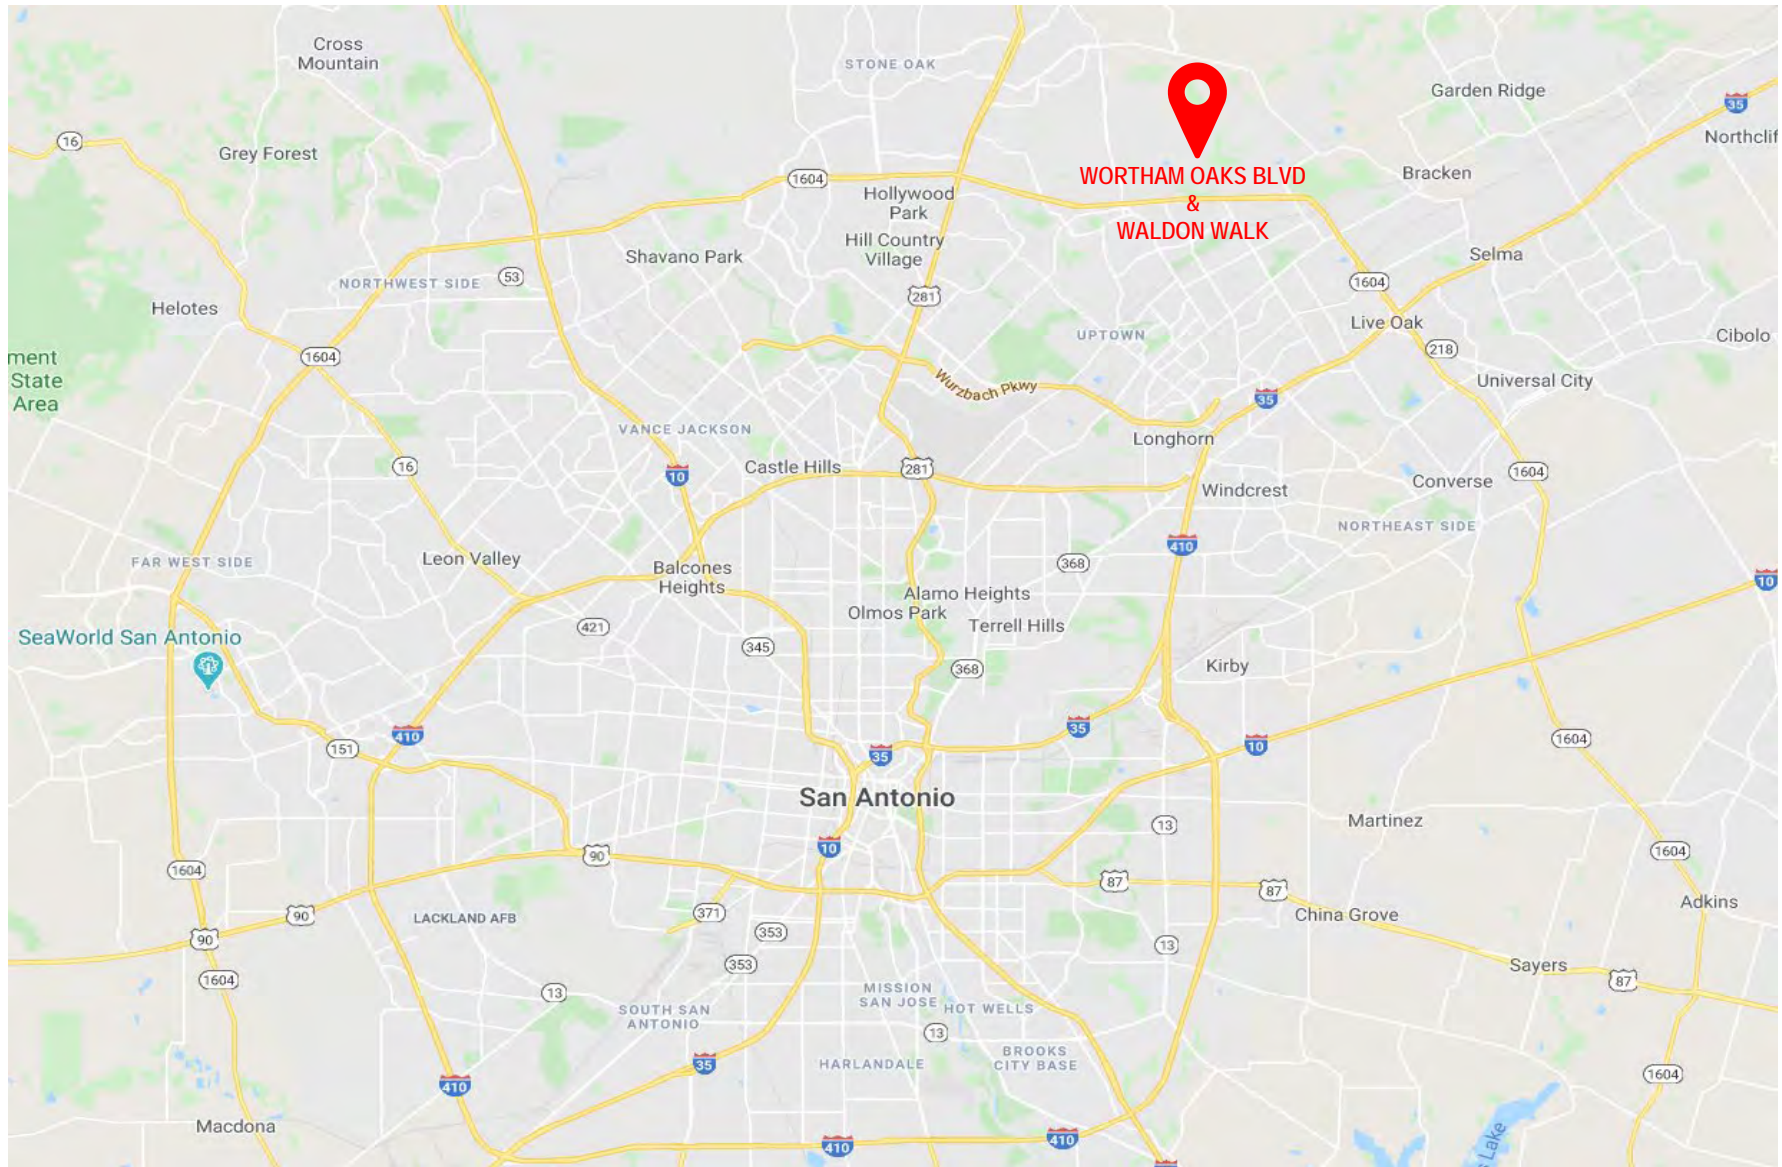 Cross
Mountain
STONE OAK
Garden Ridge
35
Northclif
16
Grey Forest
WORTHAM OAKS BLVD
&
WALDON WALK
Bracken
1604
Hollywood
Park
Hill Country
Village
Shavano Park
Selma
53
NORTHWEST SIDE
1604
281
Helotes
Live Oak
UPTOWN
Cibolo
218
1604
ment
State
Area
Universal City
Wurzbach Pkwy
35
VANCE JACKSON
Longhorn
16
Castle Hills
281
10
1604
Converse
Windcrest
NORTHEAST SIDE
410
FAR WEST SIDE
Leon Valley
Balcones
Heights
368
10
Alamo Heights
Olmos Park
Terrell Hills
421
SeaWorld San Antonio
345
368
Kirby
35
410
151
35
10
1604
San Antonio
13
Martinez
10
90
1604
1604
87
87
90
LACKLAND AFB
371
China Grove
Adkins
353
90
13
353
Sayers
1604
87
13
MISSION
SAN JOSE
HOT WELLS
SOUTH SAN
ANTONIO
13
BROOKS
CITY BASE
HARLANDALE
35
1604
410
Macdona
410
410
s Lake